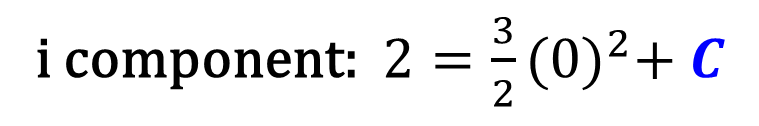 i component: 2 = 3/2 (0)² + C